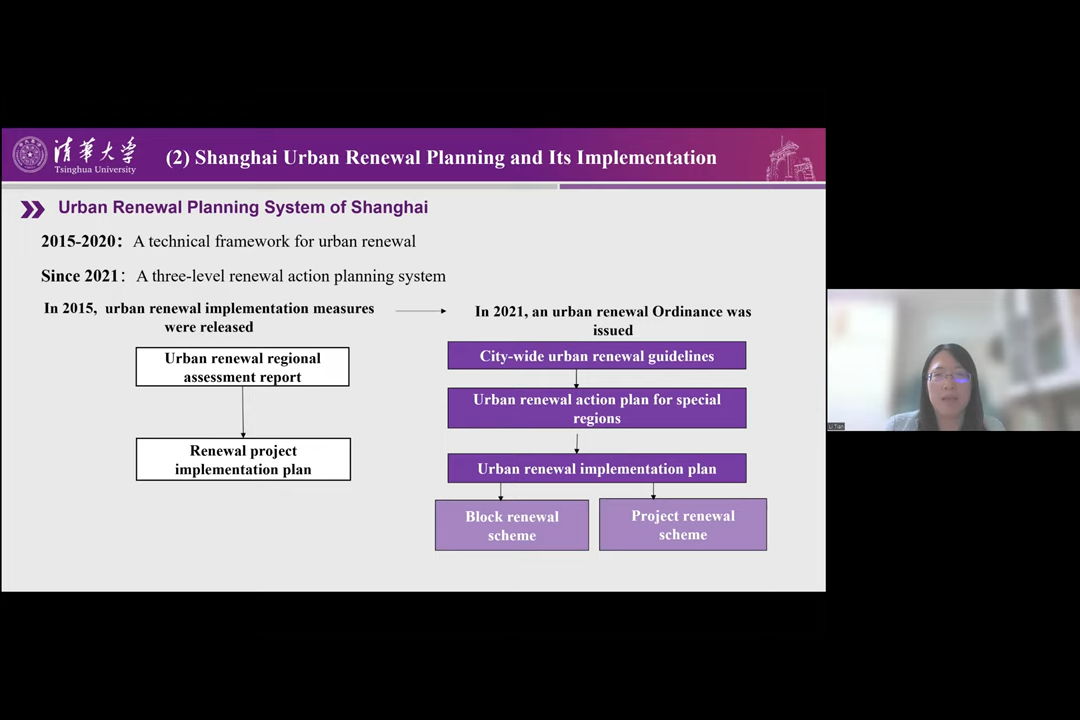 清华大学
Tsinghua University
(2) Shanghai Urban Renewal Planning and Its Implementation
Urban Renewal Planning System of Shanghai
2015-2020： A technical framework for urban renewal
Since 2021： A three-level renewal action planning system
In 2015, urban renewal implementation measures
were released
Urban renewal regional
assessment report
Renewal project
implementation plan
In 2021, an urban renewal Ordinance was
issued
City-wide urban renewal guidelines
Urban renewal action plan for special
regions
Urban renewal implementation plan
Block renewal
scheme
Project renewal
scheme
Li Tian